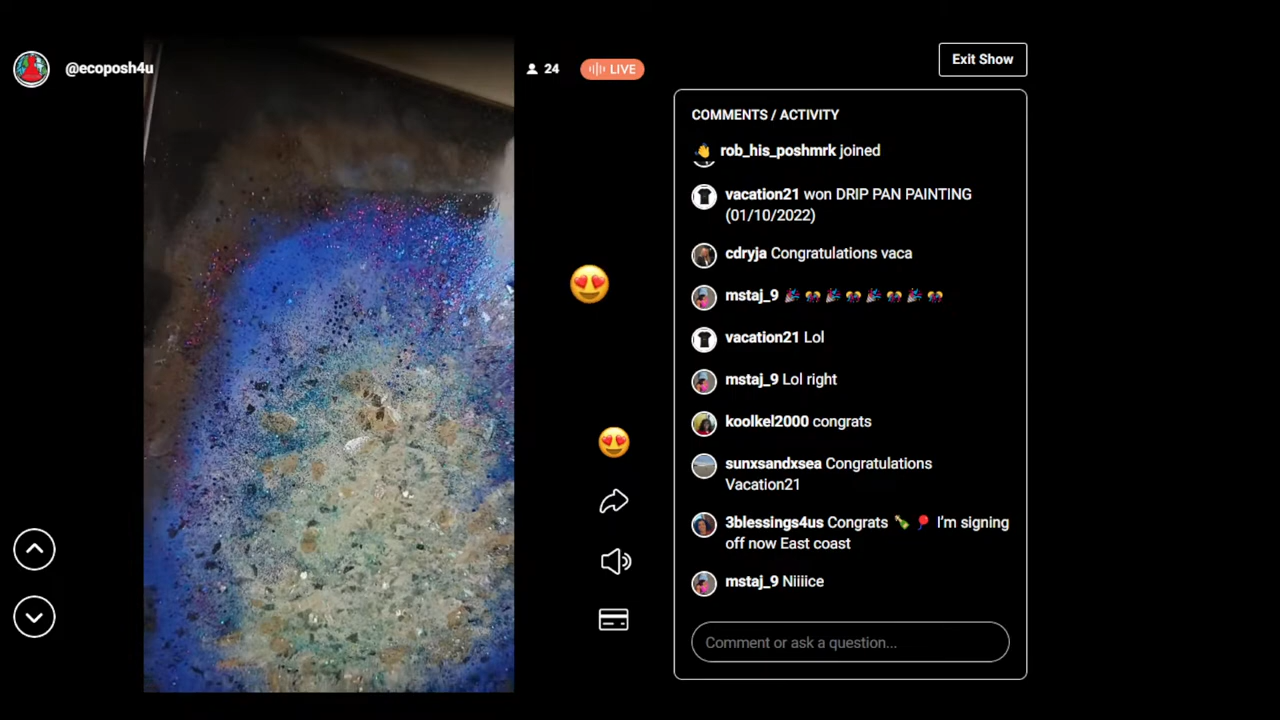 @ecoposh4u
24
LIVE
Exit Show
COMMENTS / ACTIVITY
rob_his_poshmrk joined
vacation21 won DRIP PAN PAINTING
(01/10/2022)
cdryja Congratulations vaca
mstaj_9 🎉 🎊 🎉 🎊 🎉 🎊 🎉 🎊
vacation21 Lol
mstaj_9 Lol right
koolkel2000 congrats
sunxsandxsea Congratulations
Vacation21
3blessings4us Congrats 🍾 🎈 I'm signing
off now East coast
mstaj_9 Niiiice
Comment or ask a question...